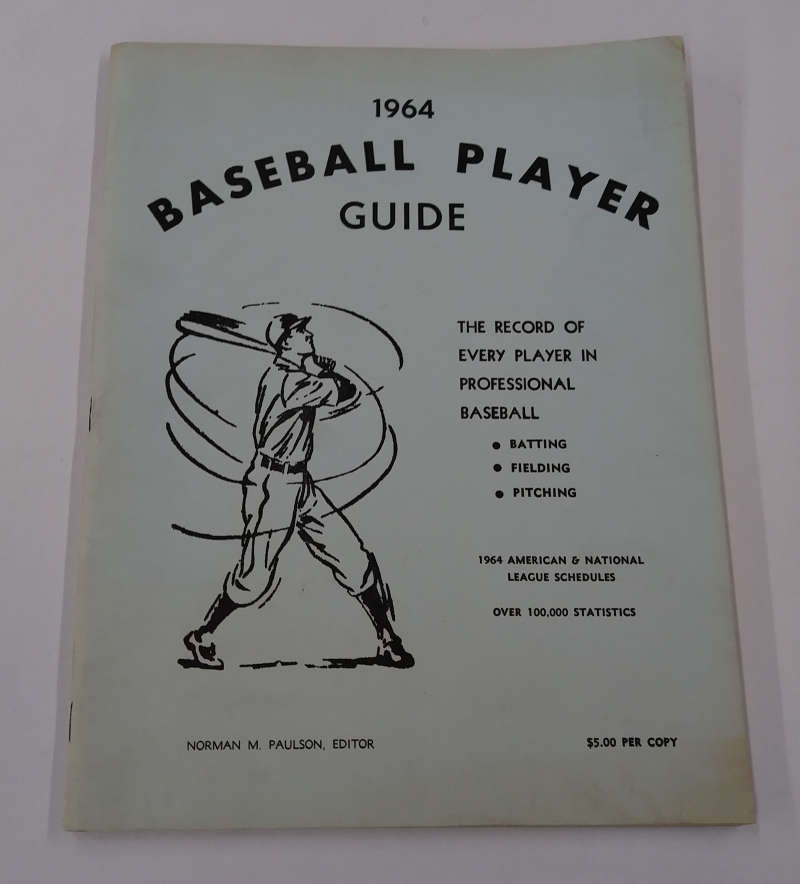 1964
BASEBALL PLAYER
GUIDE
THE RECORD OF
EVERY PLAYER IN
PROFESSIONAL
BASEBALL
• BATTING
• FIELDING
• PITCHING
1964 AMERICAN & NATIONAL
LEAGUE SCHEDULES
OVER 100,000 STATISTICS
NORMAN M. PAULSON, EDITOR
$5.00 PER COPY